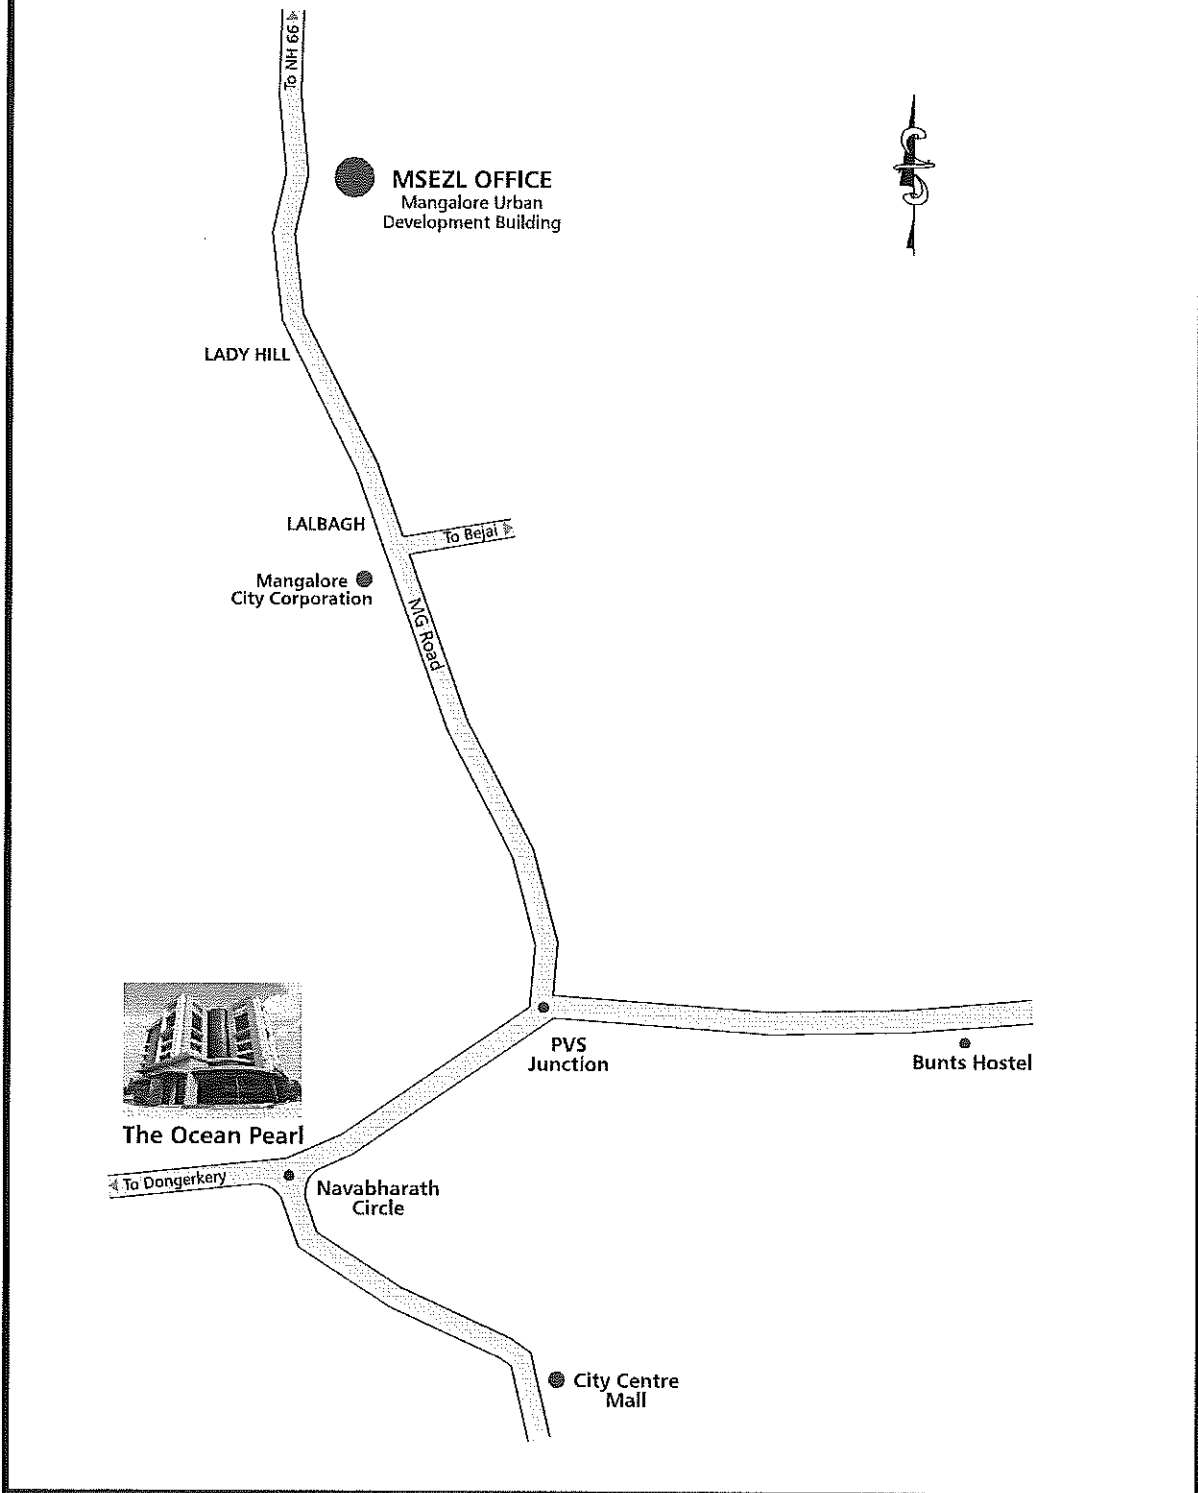 To NH 66
MSEZL OFFICE
Mangalore Urban
Development Building
LADY HILL
LALBAGH
To Bejai
Mangalore
City Corporation
MG Road
PVS
Junction
Bunts Hostel
The Ocean Pearl
To Dongerkery
Navabharath
Circle
City Centre
Mall